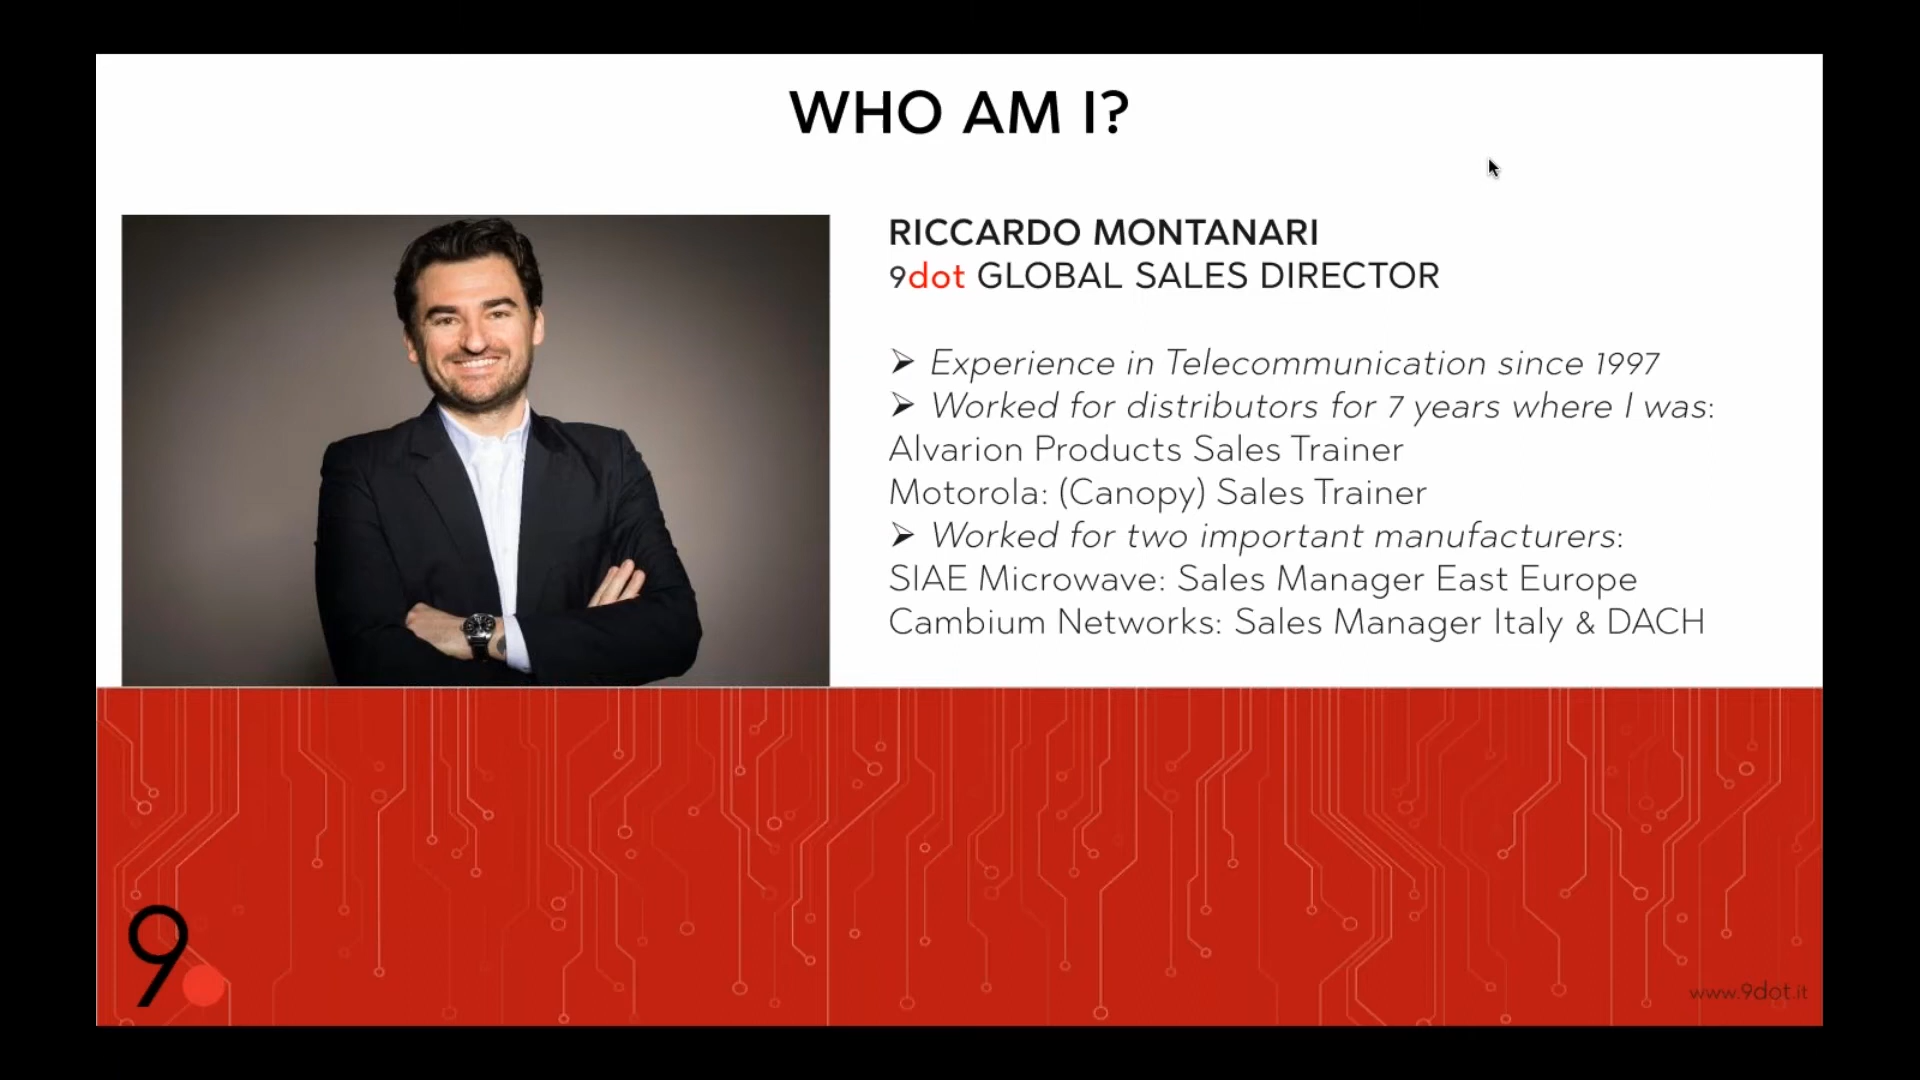 WHO AM I?
RICCARDO MONTANARI
9dot GLOBAL SALES DIRECTOR
➢ Experience in Telecommunication since 1997
➢ Worked for distributors for 7 years where I was:
Alvarion Products Sales Trainer
Motorola: (Canopy) Sales Trainer
➢ Worked for two important manufacturers:
SIAE Microwave: Sales Manager East Europe
Cambium Networks: Sales Manager Italy & DACH
9
www.9dot.it